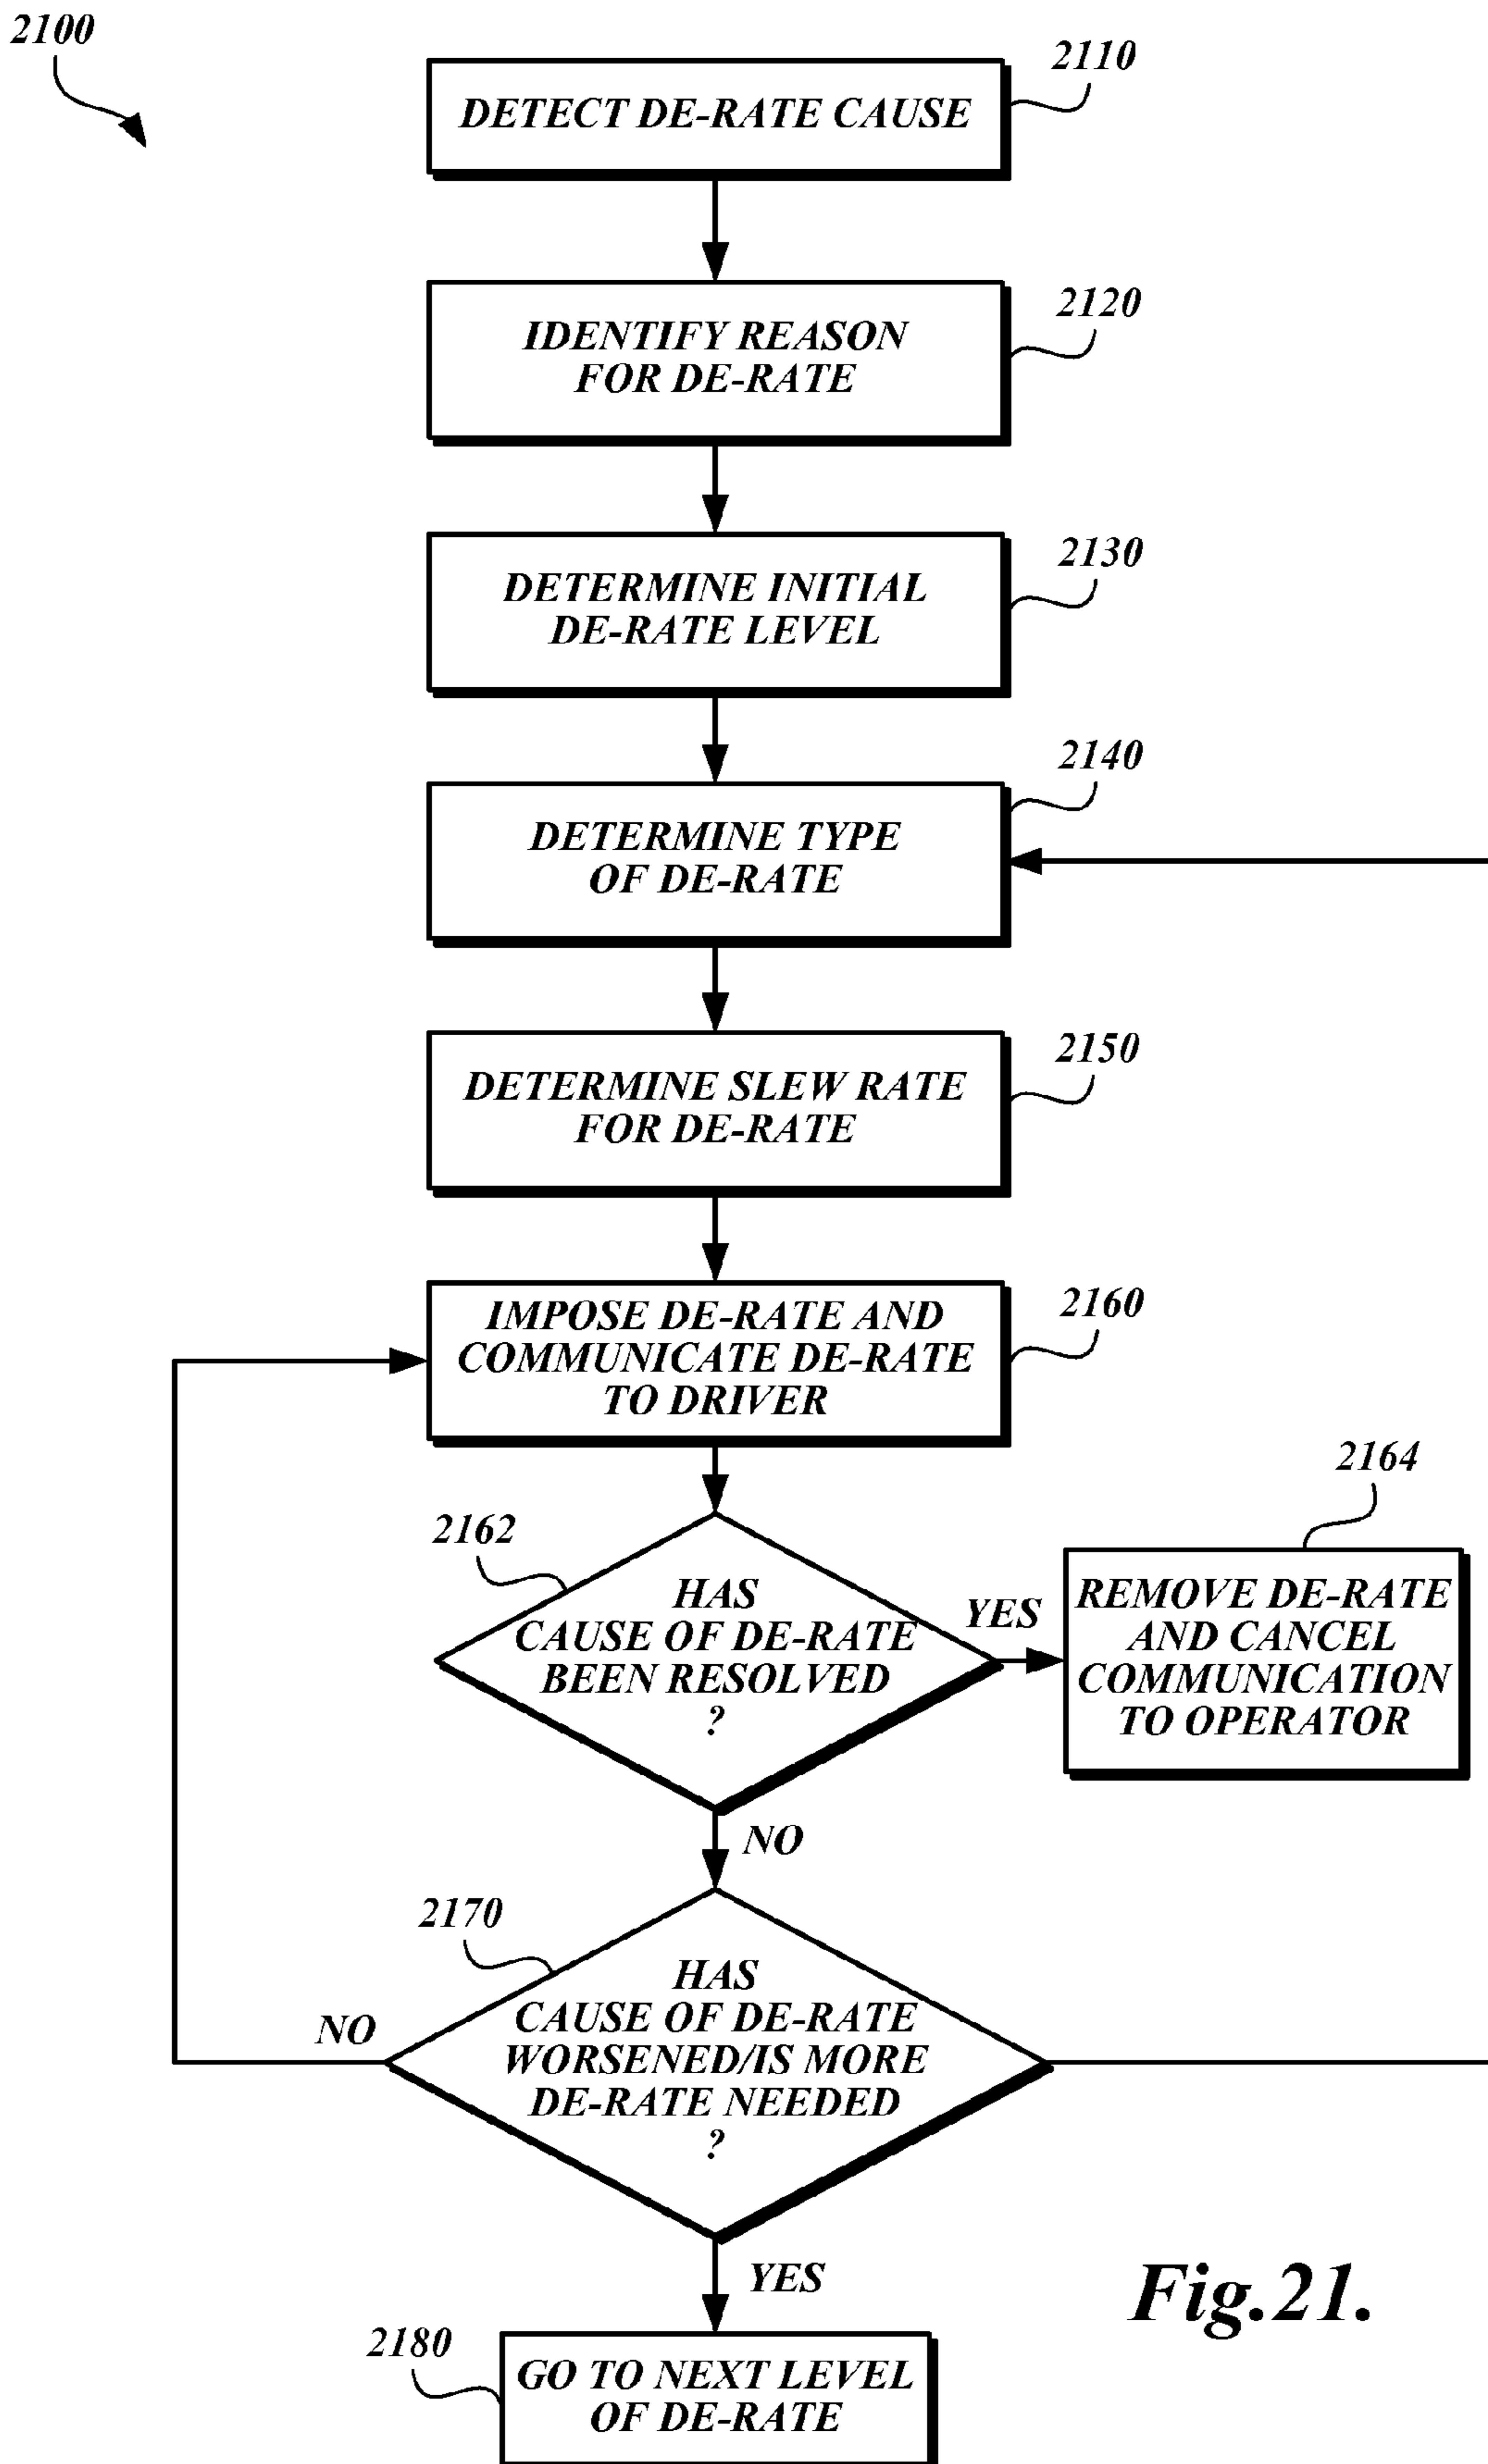 2100
DETECT DE-RATE CAUSE
2110
IDENTIFY REASON
FOR DE-RATE
2120
DETERMINE INITIAL
DE-RATE LEVEL
2130
DETERMINE TYPE
OF DE-RATE
2140
DETERMINE SLEW RATE
FOR DE-RATE
2150
IMPOSE DE-RATE AND
COMMUNICATE DE-RATE
TO DRIVER
2160
2162
HAS
CAUSE OF DE-RATE
BEEN RESOLVED
?
YES
2164
REMOVE DE-RATE
AND CANCEL
COMMUNICATION
TO OPERATOR
NO
2170
HAS
CAUSE OF DE-RATE
WORSENED/IS MORE
DE-RATE NEEDED
?
NO
YES
2180
GO TO NEXT LEVEL
OF DE-RATE
Fig.21.